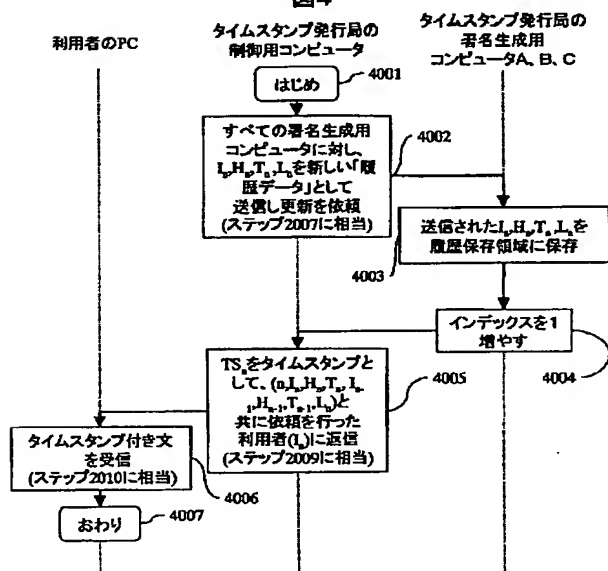 図4
利用者のPC
タイムスタンプ発行局の
制御用コンピュータ
タイムスタンプ発行局の
署名生成用
コンピュータA、B、C
はじめ
4001
すべての署名生成用
コンピュータに対し、
Iₙ,Hₙ,Tₙ,Lₙを新しい「履
歴データ」として
送信し更新を依頼
(ステップ2007に相当)
4002
送信されたIₙ,Hₙ,Tₙ,Lₙを
履歴保存領域に保存
4003
インデックスを1
増やす
4004
TSₙをタイムスタンプと
して、(n,Iₙ,Hₙ,Tₙ, Iₙ₋
₁,Hₙ₋₁,Tₙ₋₁,Lₙ)と
共に依頼を行った
利用者(Iₙ)に返信
(ステップ2009に相当)
4005
タイムスタンプ付き文
を受信
(ステップ2010に相当)
4006
おわり
4007